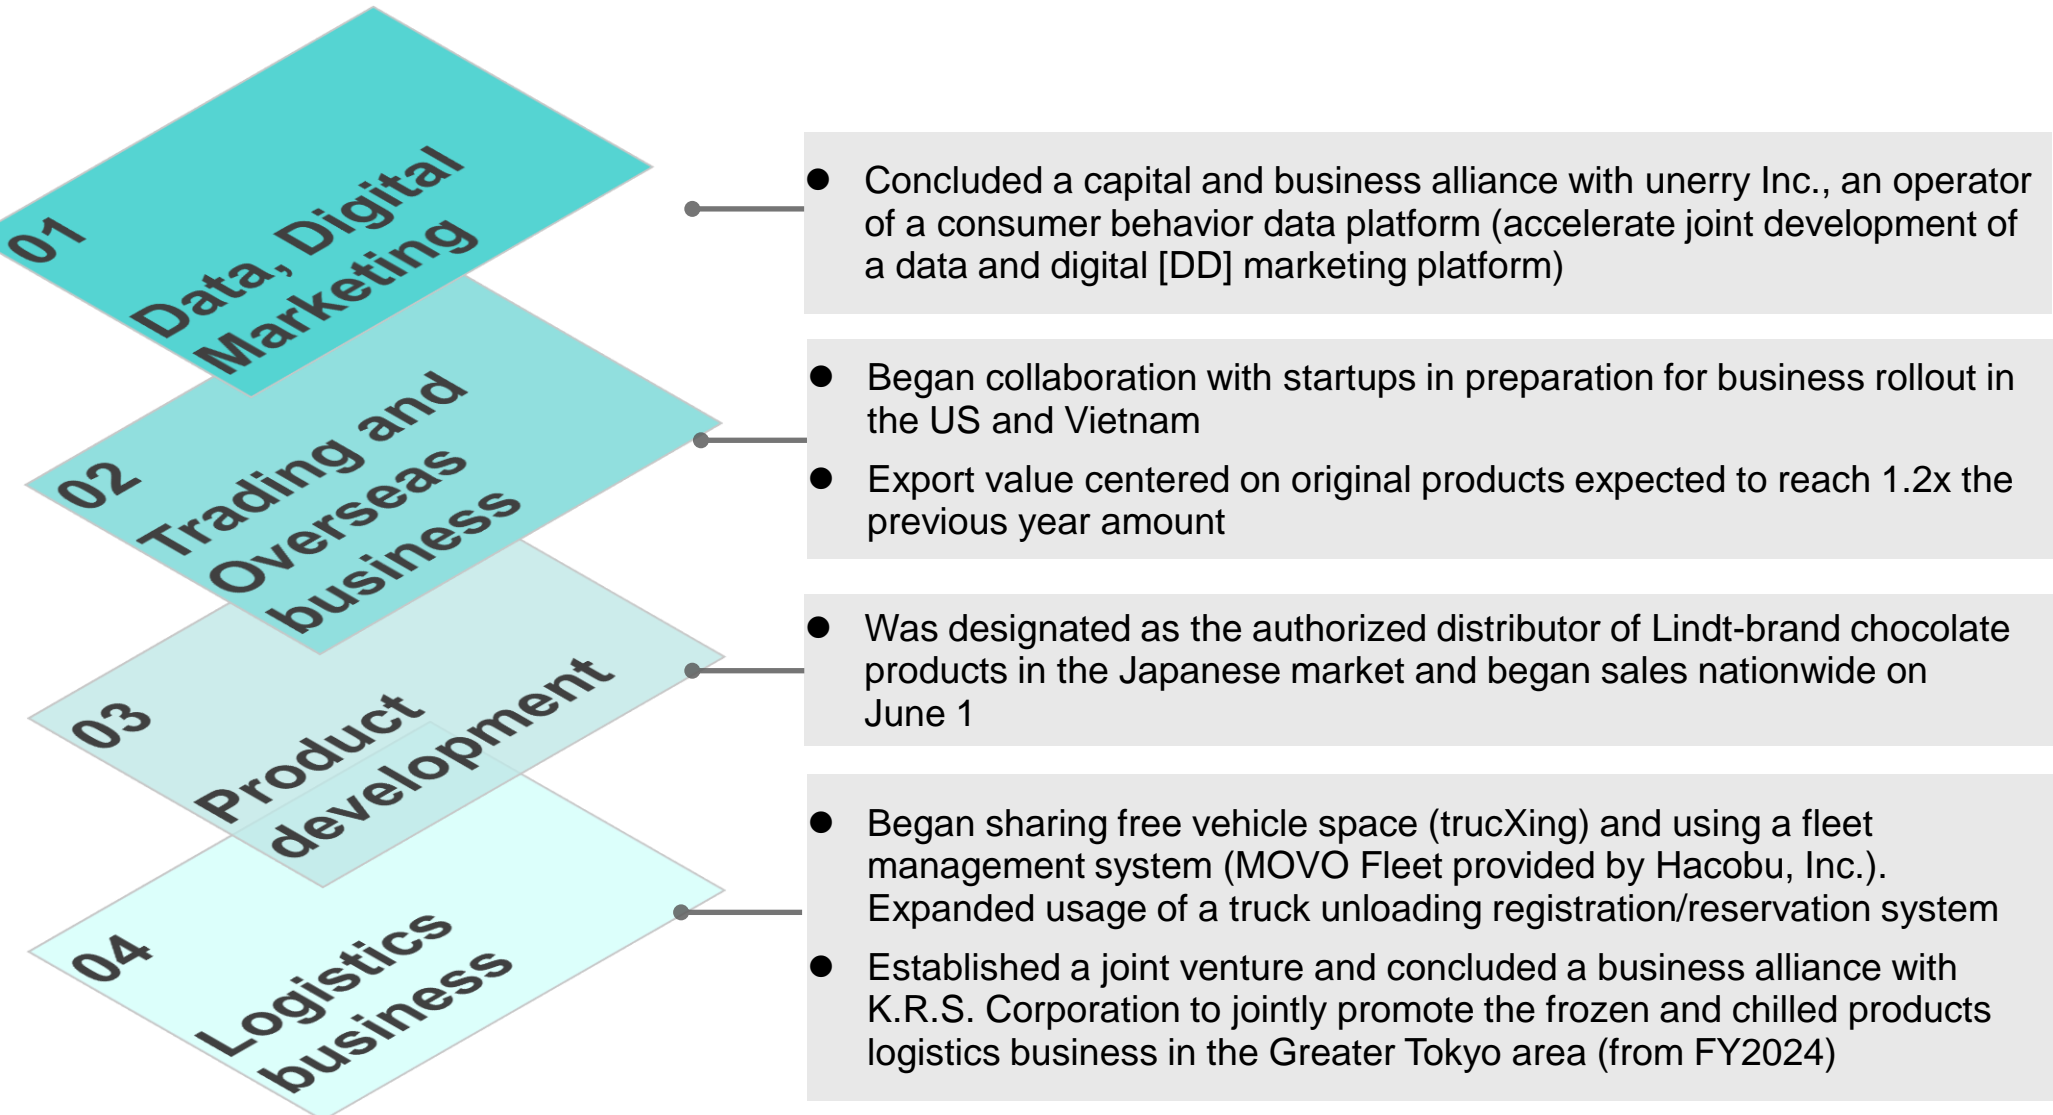 01
Data, Digital
Marketing
● Concluded a capital and business alliance with unerry Inc., an operator
of a consumer behavior data platform (accelerate joint development of
a data and digital [DD] marketing platform)
02
Trading and
Overseas
business
● Began collaboration with startups in preparation for business rollout in
the US and Vietnam
● Export value centered on original products expected to reach 1.2x the
previous year amount
03
Product
development
● Was designated as the authorized distributor of Lindt-brand chocolate
products in the Japanese market and began sales nationwide on
June 1
04
Logistics
business
● Began sharing free vehicle space (trucXing) and using a fleet
management system (MOVO Fleet provided by Hacobu, Inc.).
Expanded usage of a truck unloading registration/reservation system
● Established a joint venture and concluded a business alliance with
K.R.S. Corporation to jointly promote the frozen and chilled products
logistics business in the Greater Tokyo area (from FY2024)